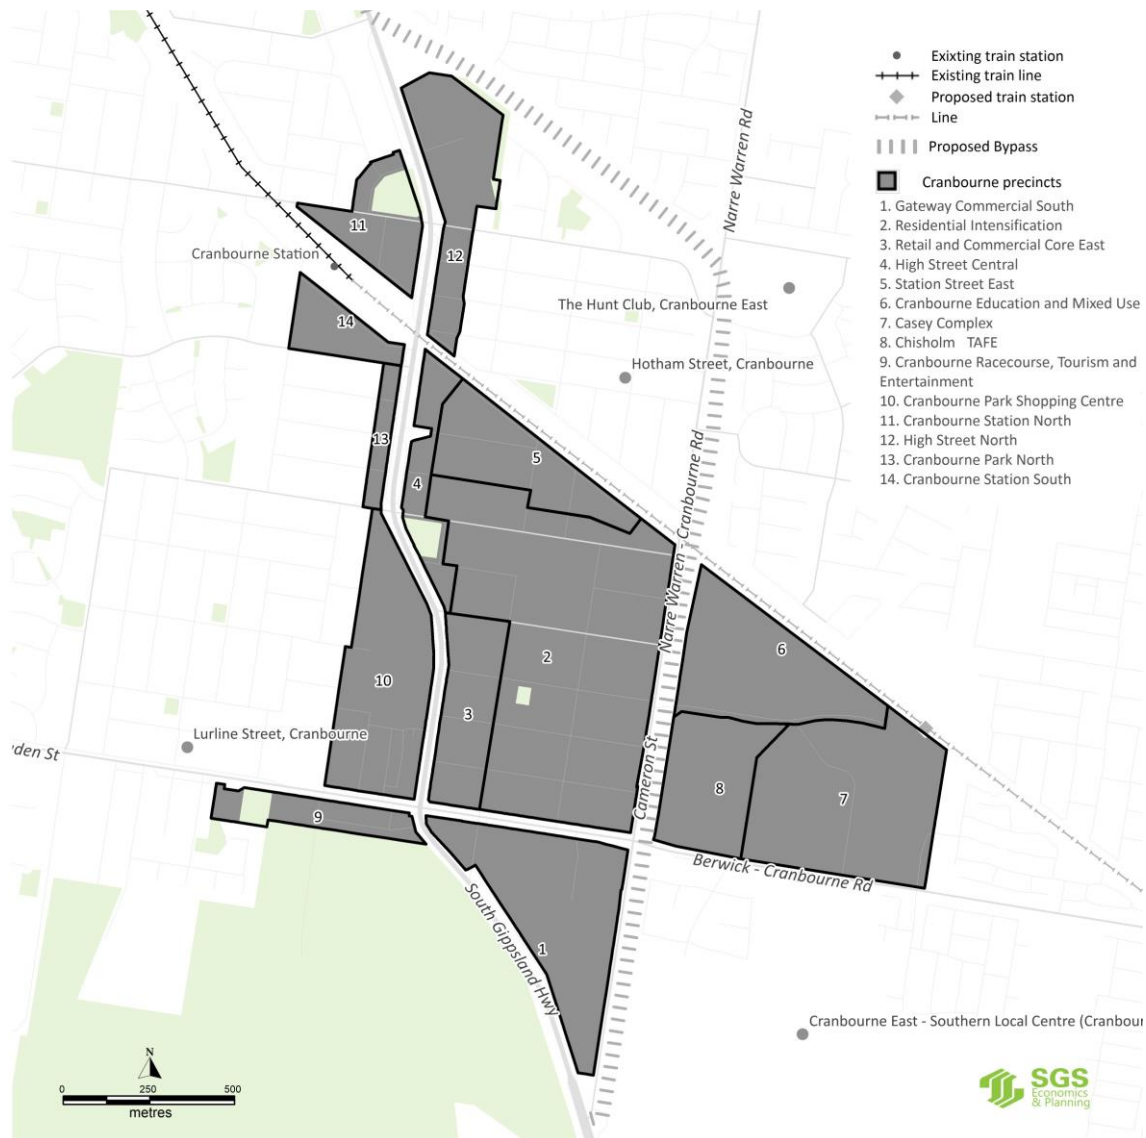 Exixting train station
Existing train line
Proposed train station
Line
Proposed Bypass
Cranbourne precincts
1. Gateway Commercial South
2. Residential Intensification
3. Retail and Commercial Core East
4. High Street Central
5. Station Street East
6. Cranbourne Education and Mixed Use
7. Casey Complex
8. Chisholm TAFE
9. Cranbourne Racecourse, Tourism and
Entertainment
10. Cranbourne Park Shopping Centre
11. Cranbourne Station North
12. High Street North
13. Cranbourne Park North
14. Cranbourne Station South
Narre Warren Rd
11
12
Cranbourne Station
The Hunt Club, Cranbourne East
14
Hotham Street, Cranbourne
13
5
4
Narre Warren - Cranbourne Rd
6
2
10
3
Lurline Street, Cranbourne
den St
Cameron St
8
7
9
Berwick - Cranbourne Rd
South Gippsland Hwy
1
Cranbourne East - Southern Local Centre (Cranbour
N
0 250 500
metres
SGS
Economics
& Planning